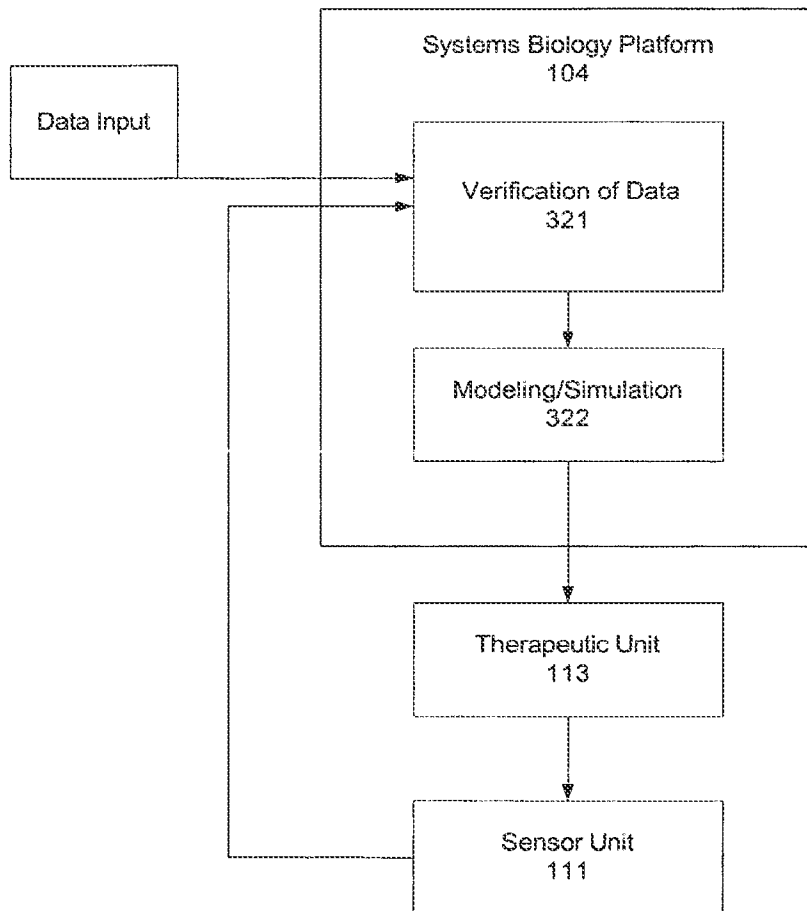 Systems Biology Platform
104
Data Input
Verification of Data
321
Modeling/Simulation
322
Therapeutic Unit
113
Sensor Unit
111